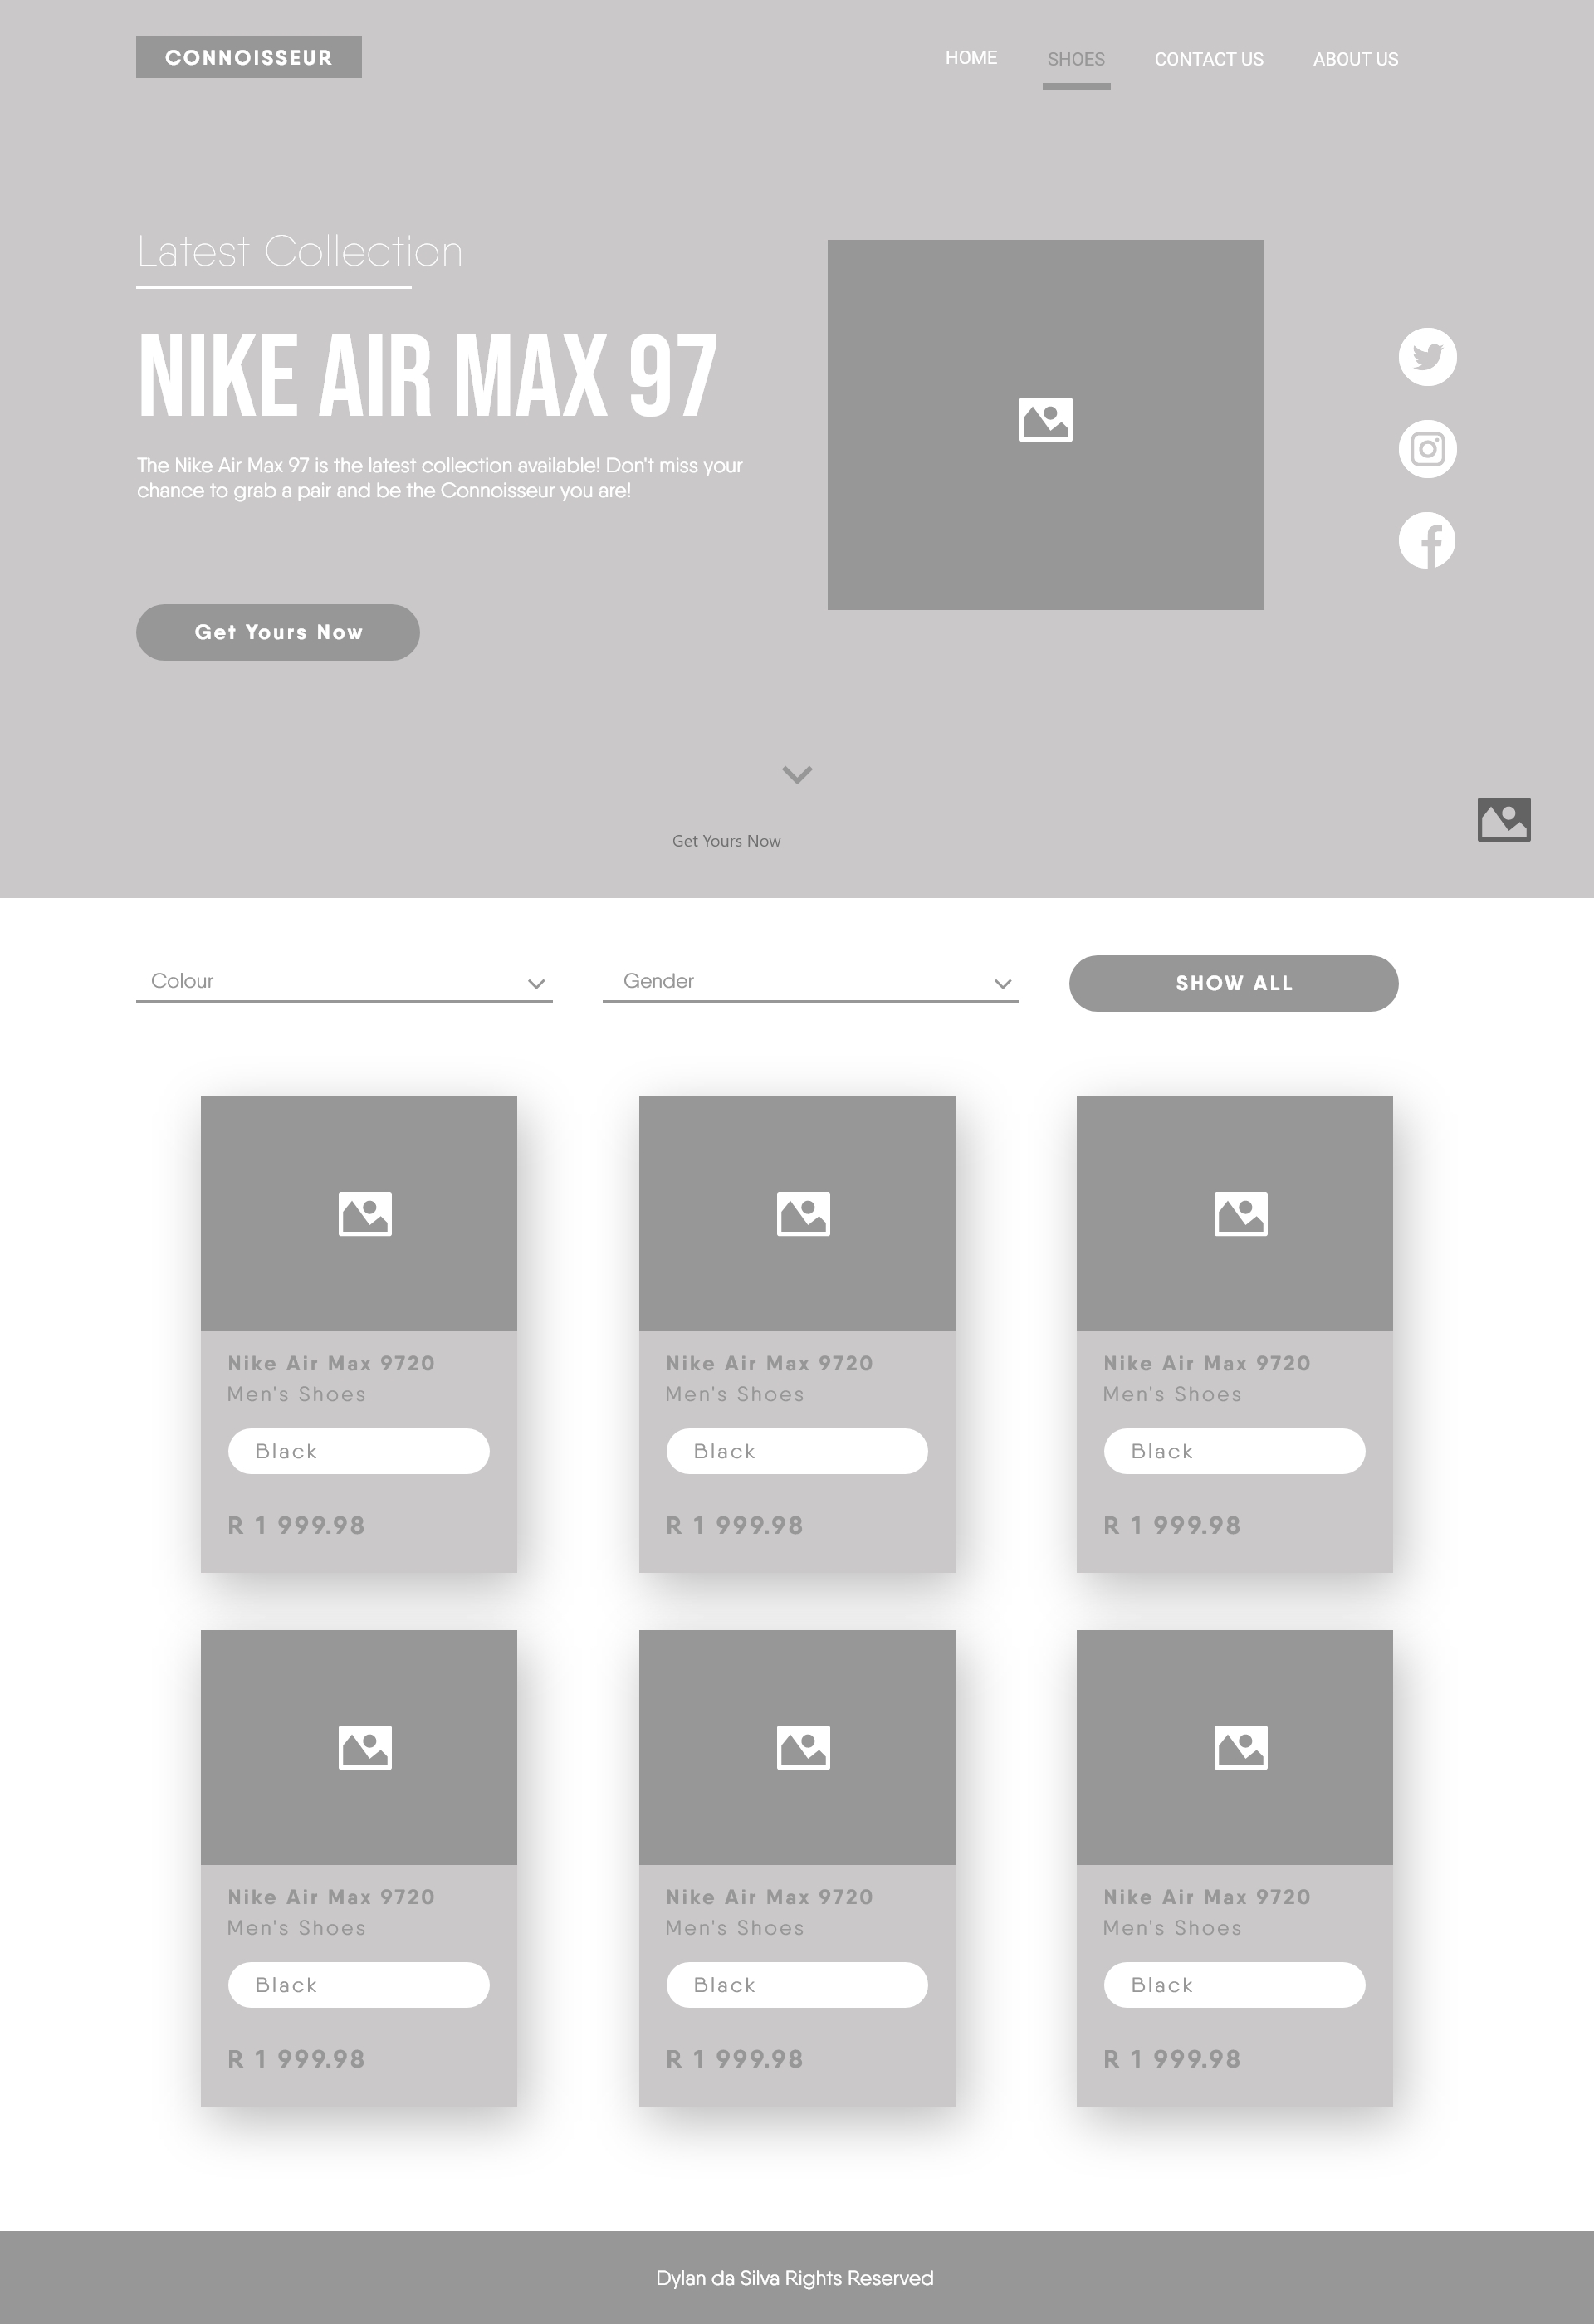 CONNOISSEUR
HOME SHOES CONTACT US ABOUT US
Latest Collection
NIKE AIR MAX 97
The Nike Air Max 97 is the latest collection available! Don't miss your
chance to grab a pair and be the Connoisseur you are!
Get Yours Now
Get Yours Now
Colour Gender SHOW ALL
Nike Air Max 9720 Nike Air Max 9720 Nike Air Max 9720
Men's Shoes Men's Shoes Men's Shoes
Black Black Black
R 1 999.98 R 1 999.98 R 1 999.98
Nike Air Max 9720 Nike Air Max 9720 Nike Air Max 9720
Men's Shoes Men's Shoes Men's Shoes
Black Black Black
R 1 999.98 R 1 999.98 R 1 999.98
Dylan da Silva Rights Reserved